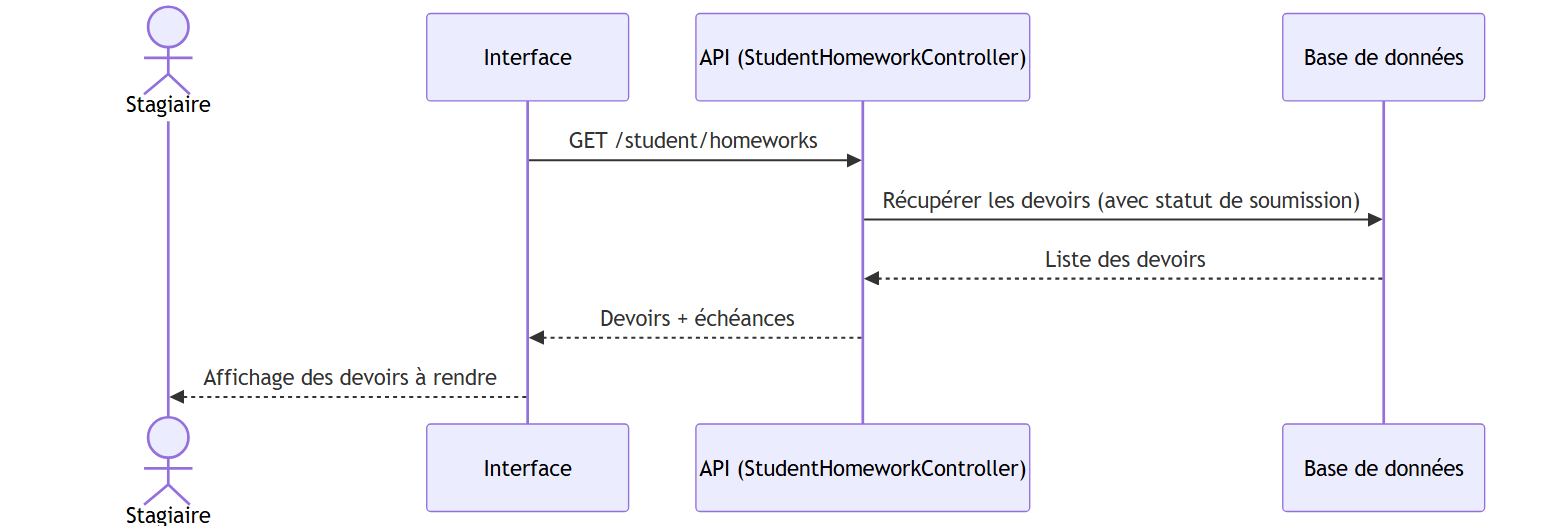 Stagiaire
Interface
API (StudentHomeworkController)
Base de données
GET /student/homeworks
Récupérer les devoirs (avec statut de soumission)
Liste des devoirs
Devoirs + échéances
Affichage des devoirs à rendre
Stagiaire
Interface
API (StudentHomeworkController)
Base de données